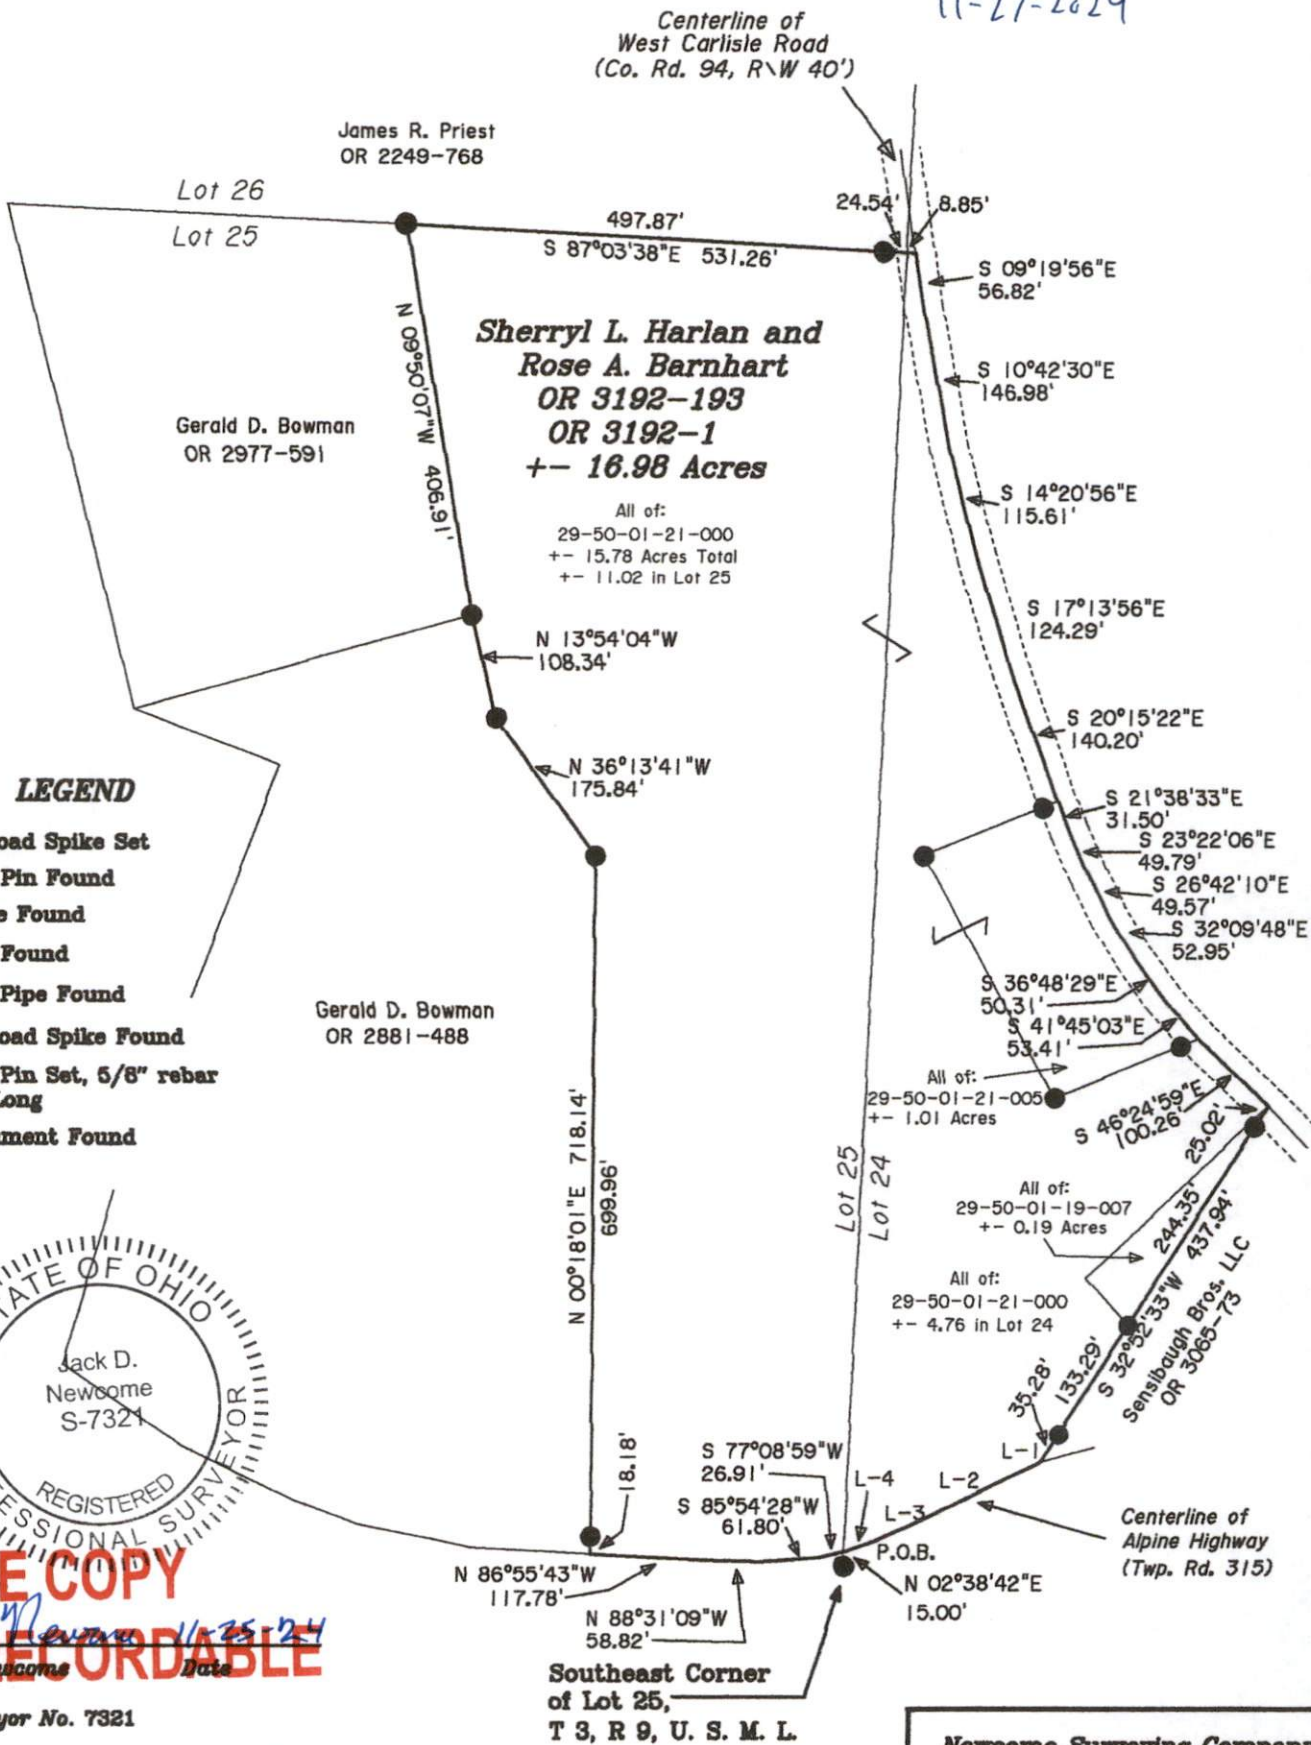 11-27-2024
Centerline of
West Carlisle Road
(Co. Rd. 94, R\W 40')
James R. Priest
OR 2249-768
Lot 26
Lot 25
497.87'
S 87°03'38"E 531.26'
24.54'
8.85'
S 09°19'56"E
56.82'
N 09°50'07"W 406.91'
Sherryl L. Harlan and
Rose A. Barnhart
OR 3192-193
OR 3192-1
+- 16.98 Acres
S 10°42'30"E
146.98'
Gerald D. Bowman
OR 2977-591
All of:
29-50-01-21-000
+- 15.78 Acres Total
+- 11.02 in Lot 25
S 14°20'56"E
115.61'
S 17°13'56"E
124.29'
N 13°54'04"W
108.34'
S 20°15'22"E
140.20'
N 36°13'41"W
175.84'
S 21°38'33"E
31.50'
S 23°22'06"E
49.79'
S 26°42'10"E
49.57'
S 32°09'48"E
52.95'
S 36°48'29"E
50.31'
S 41°45'03"E
53.41'
LEGEND
Spike Set
Pin Found
Found
Found
Pipe Found
Spike Found
Pin Set, 5/8" rebar
Found
Gerald D. Bowman
OR 2881-488
All of:
29-50-01-21-005
+- 1.01 Acres
S 46°24'59"E
100.26'
25.02'
N 00°18'01"E 718.14'
699.96'
Lot 25
Lot 24
All of:
29-50-01-19-007
+- 0.19 Acres
244.35'
S 32°52'33"W 437.94'
Sensibaugh Bros. LLC
OR 3065-73
All of:
29-50-01-21-000
+- 4.76 in Lot 24
133.29'
35.28'
STATE OF OHIO
Jack D.
Newcome
S-7321
REGISTERED
PROFESSIONAL SURVEYOR
18.18'
S 77°08'59"W
26.91'
S 85°54'28"W
61.80'
L-1
L-2
L-3
L-4
P.O.B.
Centerline of
Alpine Highway
(Twp. Rd. 315)
N 86°55'43"W
117.78'
N 88°31'09"W
58.82'
N 02°38'42"E
15.00'
COPY
11-25-24
Date
No. 7321
Southeast Corner
of Lot 25,
T 3, R 9, U. S. M. L.
Newcome Surveying Company